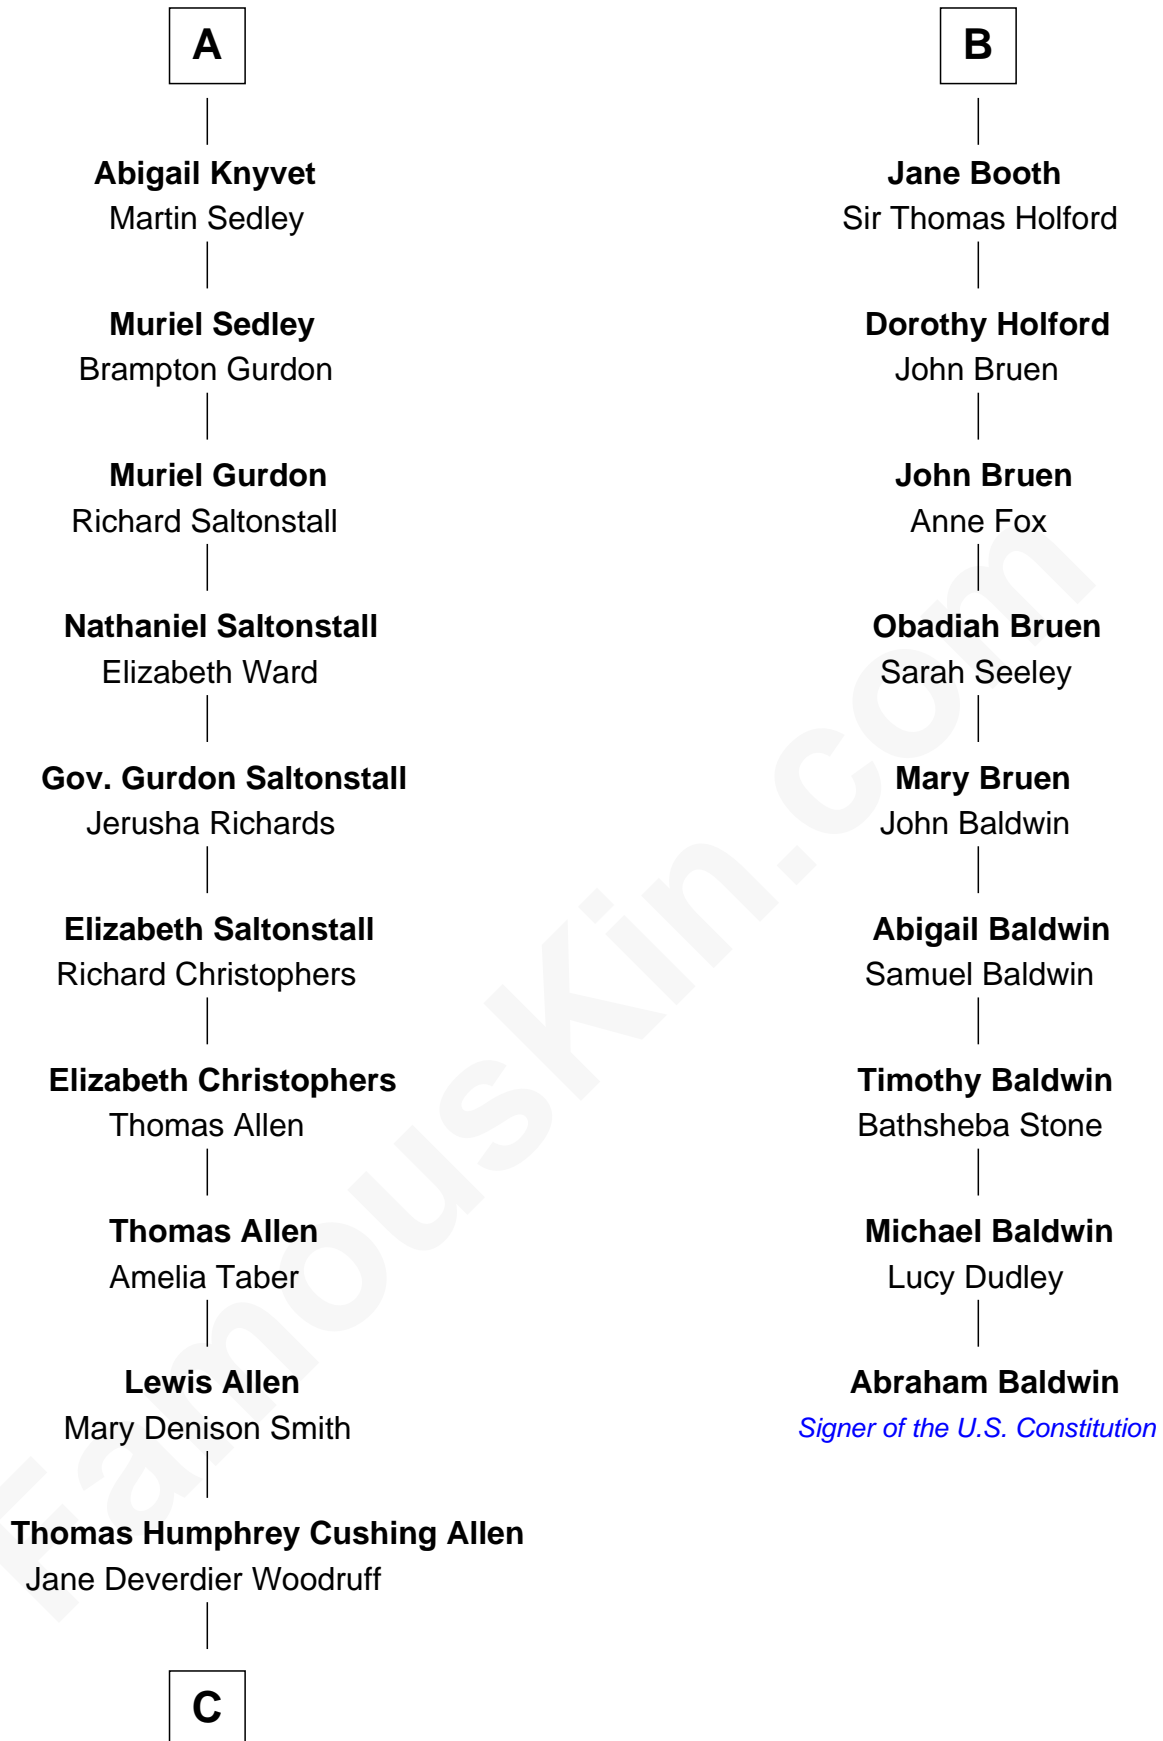 A
Abigail Knyvet
Martin Sedley
Muriel Sedley
Brampton Gurdon
Muriel Gurdon
Richard Saltonstall
Nathaniel Saltonstall
Elizabeth Ward
Gov. Gurdon Saltonstall
Jerusha Richards
Elizabeth Saltonstall
Richard Christophers
Elizabeth Christophers
Thomas Allen
Thomas Allen
Amelia Taber
Lewis Allen
Mary Denison Smith
Thomas Humphrey Cushing Allen
Jane Deverdier Woodruff
C
B
Jane Booth
Sir Thomas Holford
Dorothy Holford
John Bruen
John Bruen
Anne Fox
Obadiah Bruen
Sarah Seeley
Mary Bruen
John Baldwin
Abigail Baldwin
Samuel Baldwin
Timothy Baldwin
Bathsheba Stone
Michael Baldwin
Lucy Dudley
Abraham Baldwin
Signer of the U.S. Constitution
FamousKin.com